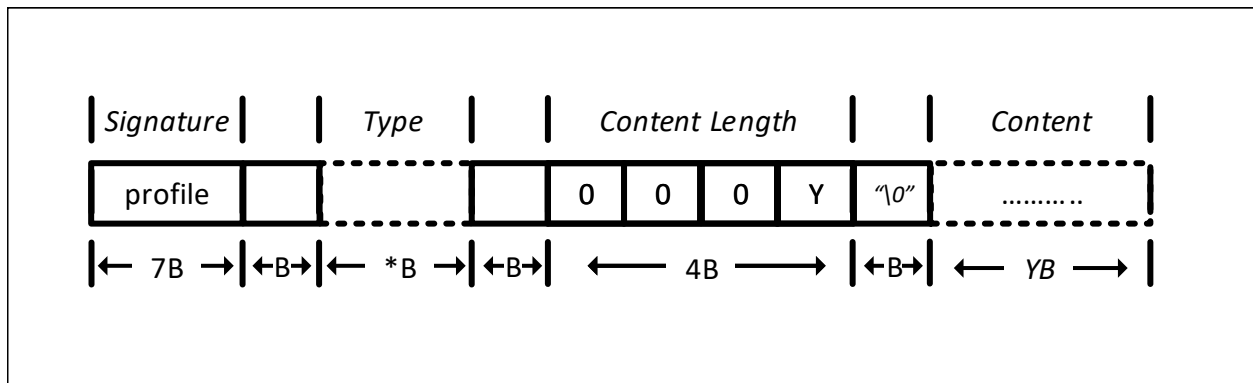 Signature Type Content Length Content
profile 0 0 0 Y “\0” ..........
7B B *B B 4B B YB